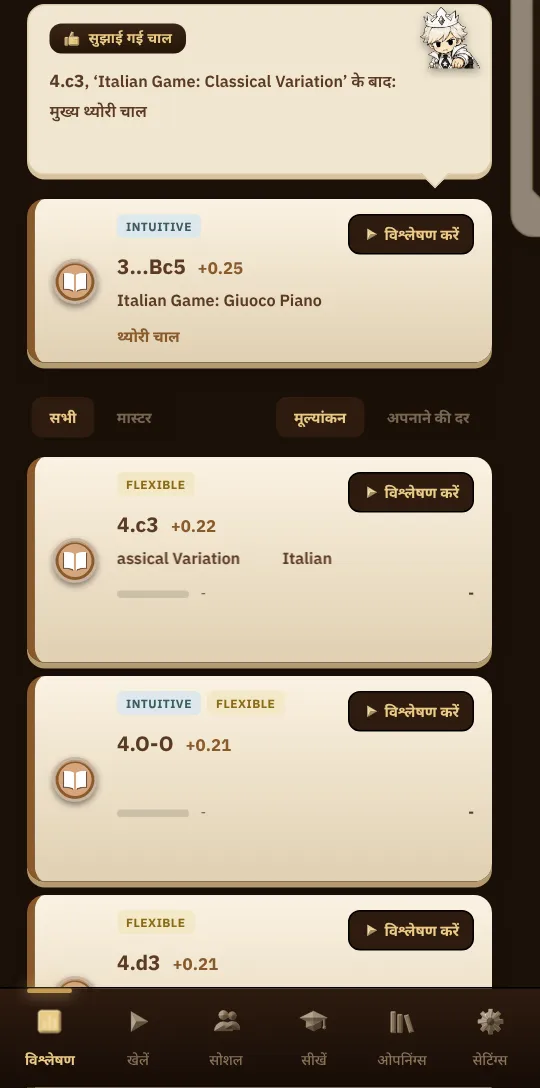 सुझाई गई चाल
4.c3, ‘Italian Game: Classical Variation’ के बाद:
मुख्य थ्योरी चाल
INTUITIVE
विश्लेषण करें
3...Bc5 +0.25
Italian Game: Giuoco Piano
थ्योरी चाल
सभी मास्टर मूल्यांकन अपनाने की दर
FLEXIBLE
विश्लेषण करें
4.c3 +0.22
assical Variation Italian
- -
INTUITIVE FLEXIBLE
विश्लेषण करें
4.O-O +0.21
- -
FLEXIBLE
विश्लेषण करें
4.d3 +0.21
विश्लेषण खेलें सोशल सीखें ओपनिंग्स सेटिंग्स